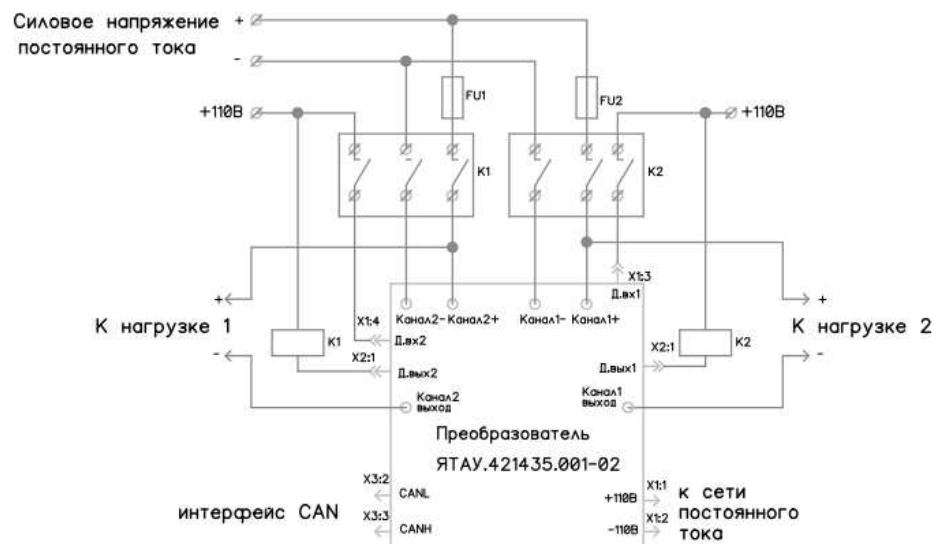 Силовое напряжение
постоянного тока
+
-
+110В
+110В
FU1
FU2
K1
K2
X1:3
Д.вх1
+
К нагрузке 1
-
+
К нагрузке 2
-
X1:4
Канал2-
Канал2+
Канал1-
Канал1+
K1
Д.вх2
X2:1
K2
X2:1
Д.вых2
Д.вых1
Канал2
выход
Канал1
выход
Преобразователь
ЯТАУ.421435.001-02
интерфейс CAN
X3:2
CANL
X3:3
CANH
+110В
X1:1
-110В
X1:2
к сети
постоянного
тока